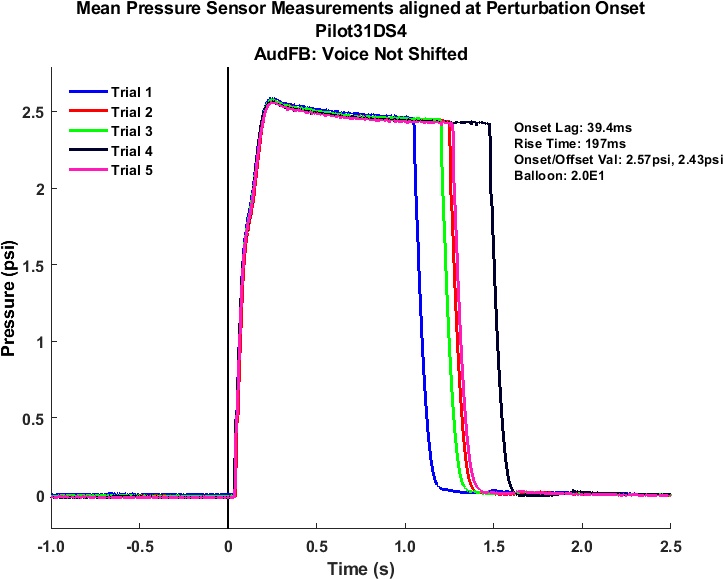 Mean Pressure Sensor Measurements aligned at Perturbation Onset
Pilot31DS4
AudFB: Voice Not Shifted
Trial 1
Trial 2
Trial 3
Trial 4
Trial 5
Onset Lag: 39.4ms
Rise Time: 197ms
Onset/Offset Val: 2.57psi, 2.43psi
Balloon: 2.0E1
Pressure (psi)
2.5
2
1.5
1
0.5
0
-1.0
-0.5
0
0.5
1.0
1.5
2.0
2.5
Time (s)